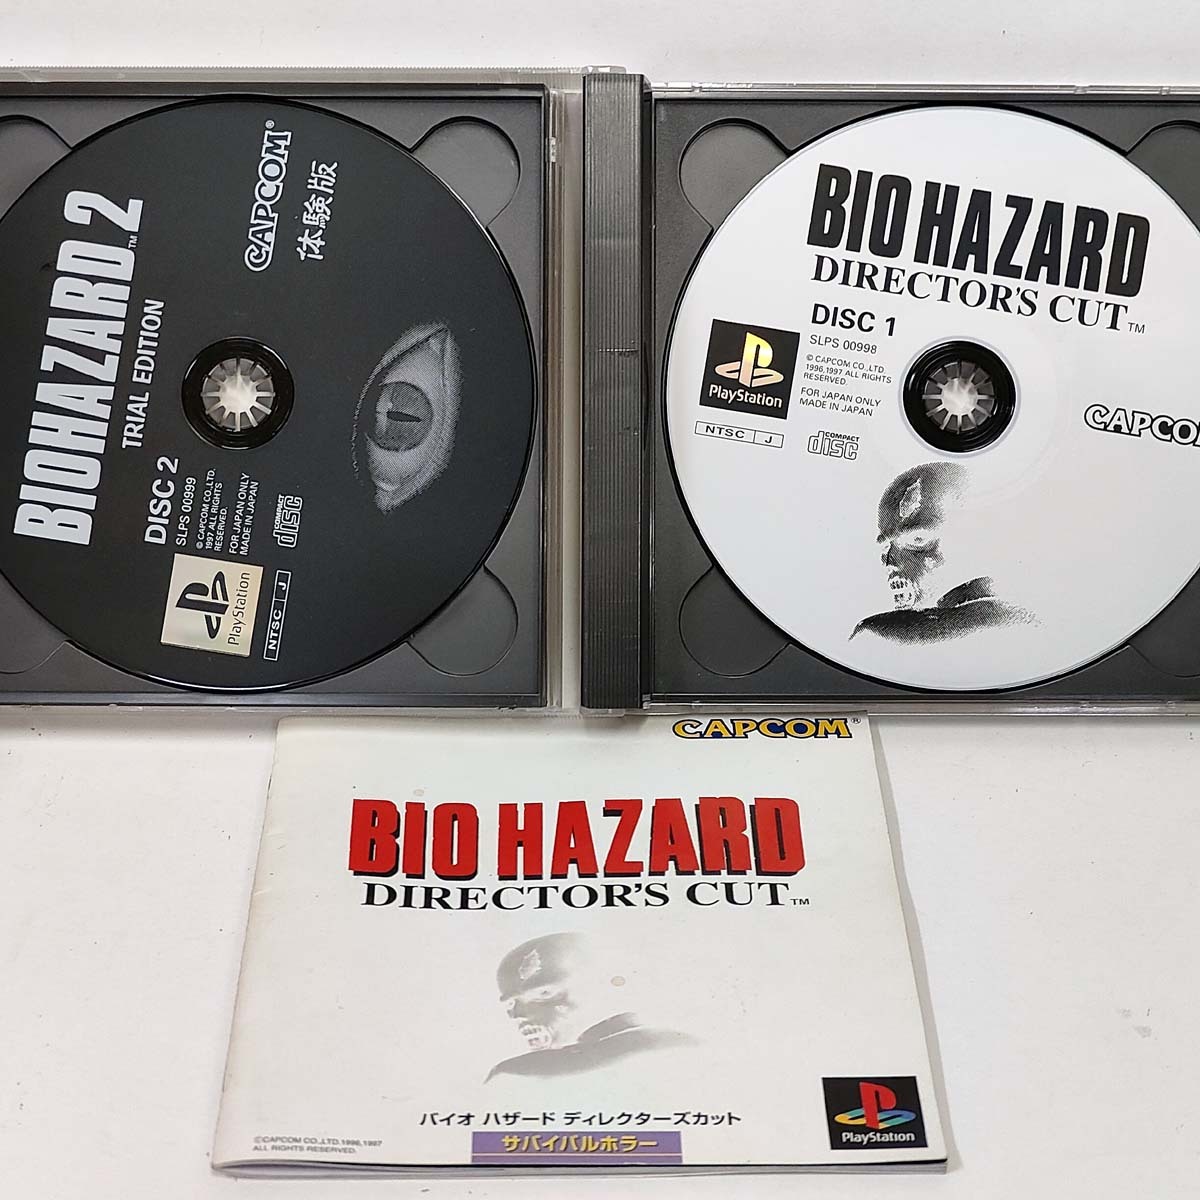 BIOHAZARD 2™
TRIAL EDITION
DISC 2
SLPS 00999
© CAPCOM CO.,LTD.
1997 ALL RIGHTS
RESERVED.
FOR JAPAN ONLY
MADE IN JAPAN
COMPACT
disc
PlayStation
NTSC J
CAPCOM®
体験版
BIO HAZARD
DIRECTOR'S CUT™
DISC 1
SLPS 00998
© CAPCOM CO.,LTD.
1996,1997 ALL RIGHTS
RESERVED.
FOR JAPAN ONLY
MADE IN JAPAN
PlayStation
NTSC J
COMPACT
disc
CAPCO
CAPCOM®
BIO HAZARD
DIRECTOR'S CUT™
バイオ ハザード ディレクターズカット
サバイバルホラー
©CAPCOM CO.,LTD.1996,1997
ALL RIGHTS RESERVED.
PlayStation